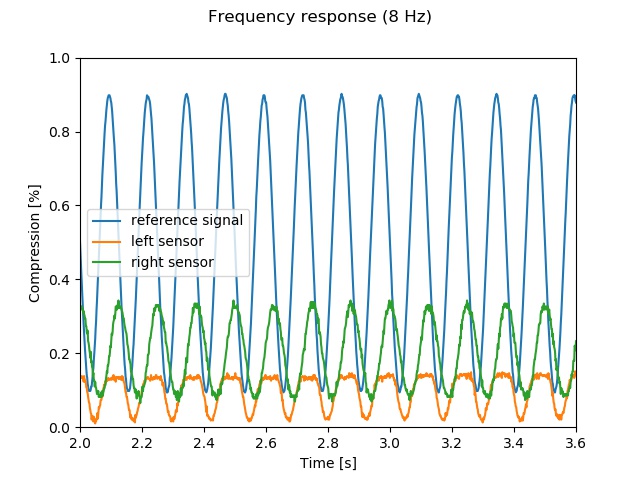 Frequency response (8 Hz)
1.0
0.8
0.6
0.4
0.2
0.0
Compression [%]
reference signal
left sensor
right sensor
2.0 2.2 2.4 2.6 2.8 3.0 3.2 3.4 3.6
Time [s]